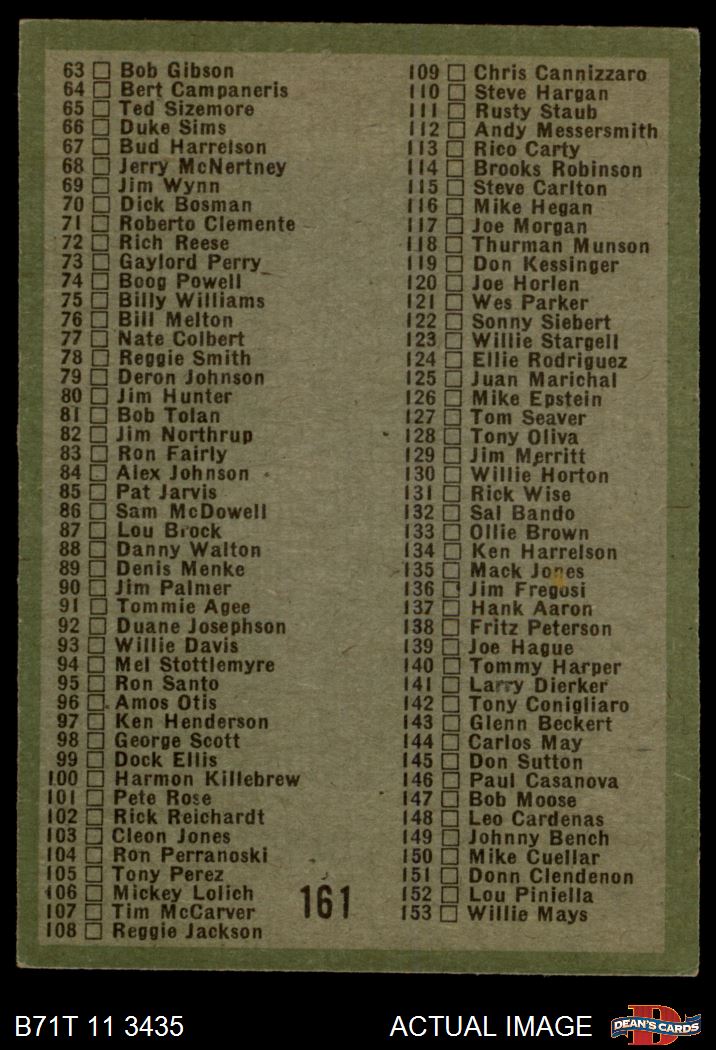 63 Bob Gibson
64 Bert Campaneris
65 Ted Sizemore
66 Duke Sims
67 Bud Harrelson
68 Jerry McNertney
69 Jim Wynn
70 Dick Bosman
71 Roberto Clemente
72 Rich Reese
73 Gaylord Perry
74 Boog Powell
75 Billy Williams
76 Bill Melton
77 Nate Colbert
78 Reggie Smith
79 Deron Johnson
80 Jim Hunter
81 Bob Tolan
82 Jim Northrup
83 Ron Fairly
84 Alex Johnson
85 Pat Jarvis
86 Sam McDowell
87 Lou Brock
88 Danny Walton
89 Denis Menke
90 Jim Palmer
91 Tommie Agee
92 Duane Josephson
93 Willie Davis
94 Mel Stottlemyre
95 Ron Santo
96 Amos Otis
97 Ken Henderson
98 George Scott
99 Dock Ellis
100 Harmon Killebrew
101 Pete Rose
102 Rick Reichardt
103 Cleon Jones
104 Ron Perranoski
105 Tony Perez
106 Mickey Lolich
107 Tim McCarver
108 Reggie Jackson
161
109 Chris Cannizzaro
110 Steve Hargan
111 Rusty Staub
112 Andy Messersmith
113 Rico Carty
114 Brooks Robinson
115 Steve Carlton
116 Mike Hegan
117 Joe Morgan
118 Thurman Munson
119 Don Kessinger
120 Joe Horlen
121 Wes Parker
122 Sonny Siebert
123 Willie Stargell
124 Ellie Rodriguez
125 Juan Marichal
126 Mike Epstein
127 Tom Seaver
128 Tony Oliva
129 Jim Merritt
130 Willie Horton
131 Rick Wise
132 Sal Bando
133 Ollie Brown
134 Ken Harrelson
135 Mack Jones
136 Jim Fregosi
137 Hank Aaron
138 Fritz Peterson
139 Joe Hague
140 Tommy Harper
141 Larry Dierker
142 Tony Conigliaro
143 Glenn Beckert
144 Carlos May
145 Don Sutton
146 Paul Casanova
147 Bob Moose
148 Leo Cardenas
149 Johnny Bench
150 Mike Cuellar
151 Donn Clendenon
152 Lou Piniella
153 Willie Mays
B71T 11 3435
ACTUAL IMAGE
D
DEAN'S CARDS